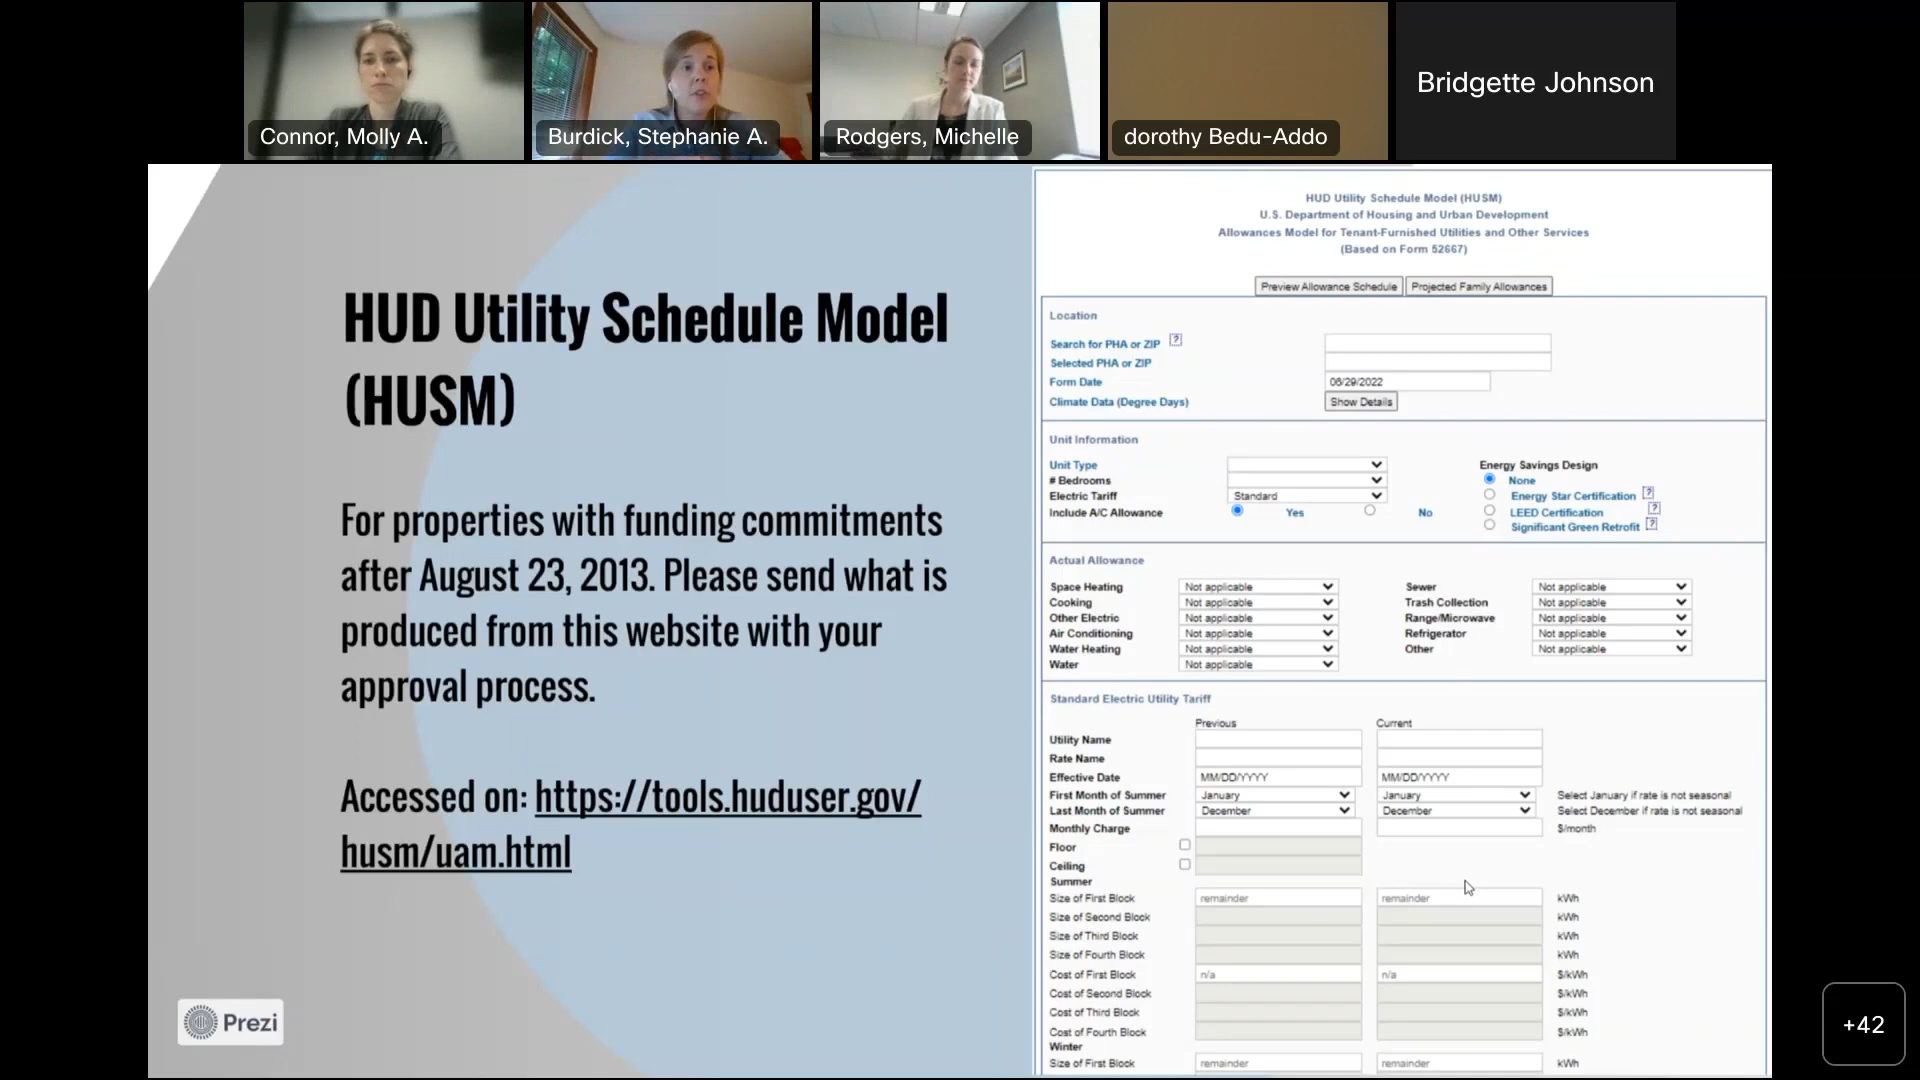 Connor, Molly A.
Burdick, Stephanie A.
Rodgers, Michelle
dorothy Bedu-Addo
Bridgette Johnson
HUD Utility Schedule Model
(HUSM)
For properties with funding commitments
after August 23, 2013. Please send what is
produced from this website with your
approval process.
Accessed on: https://tools.huduser.gov/
husm/uam.html
Prezi
HUD Utility Schedule Model (HUSM)
U.S. Department of Housing and Urban Development
Allowances Model for Tenant-Furnished Utilities and Other Services
(Based on Form 52667)
Preview Allowance Schedule Projected Family Allowances
Location
Search for PHA or ZIP ?
Selected PHA or ZIP
Form Date 06/29/2022
Climate Data (Degree Days) Show Details
Unit Information
Unit Type Energy Savings Design
# Bedrooms None
Electric Tariff Standard Energy Star Certification ?
Include A/C Allowance Yes No LEED Certification ?
Significant Green Retrofit ?
Actual Allowance
Space Heating Not applicable Sewer Not applicable
Cooking Not applicable Trash Collection Not applicable
Other Electric Not applicable Range/Microwave Not applicable
Air Conditioning Not applicable Refrigerator Not applicable
Water Heating Not applicable Other Not applicable
Water Not applicable
Standard Electric Utility Tariff
Previous Current
Utility Name
Rate Name
Effective Date MM/DD/YYYY MM/DD/YYYY
First Month of Summer January January Select January if rate is not seasonal
Last Month of Summer December December Select December if rate is not seasonal
Monthly Charge $/month
Floor
Ceiling
Summer
Size of First Block remainder remainder kWh
Size of Second Block kWh
Size of Third Block kWh
Size of Fourth Block kWh
Cost of First Block n/a n/a $/kWh
Cost of Second Block $/kWh
Cost of Third Block $/kWh
Cost of Fourth Block $/kWh
Winter
Size of First Block remainder remainder kWh
+42